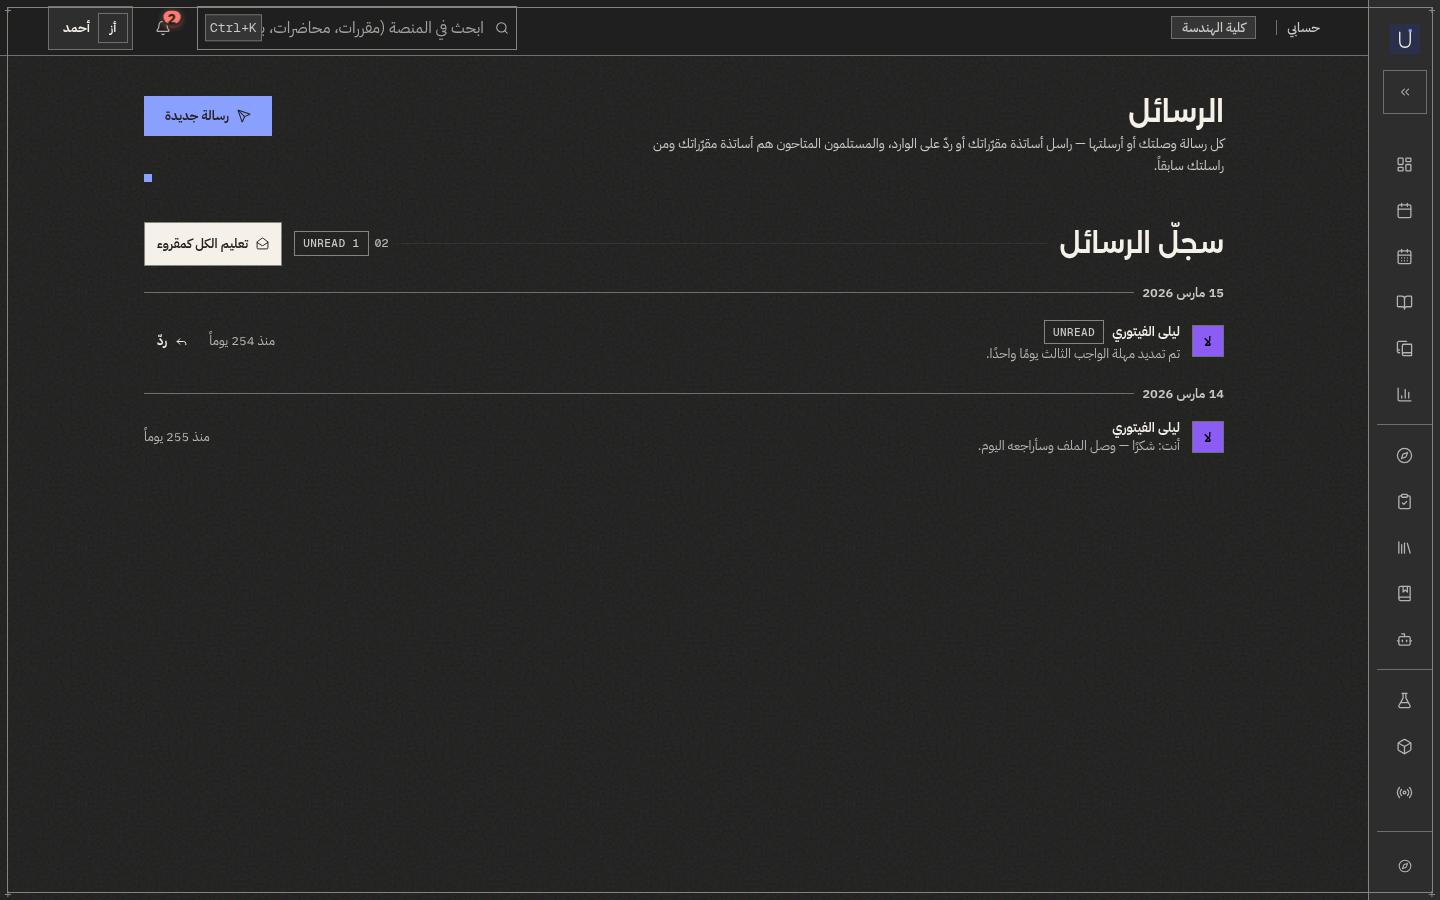 حسابي
كلية الهندسة
ابحث في المنصة (مقررات، محاضرات،
Ctrl+K
2
أز
أحمد
الرسائل
كل رسالة وصلتك أو أرسلتها — راسل أساتذة مقرّراتك أو ردّ على الوارد، والمستلمون المتاحون هم أساتذة مقرّراتك ومن
راسلتك سابقاً.
رسالة جديدة
سجلّ الرسائل
02
UNREAD 1
تعليم الكل كمقروء
15 مارس 2026
لا
ليلى الفيتوري
UNREAD
تم تمديد مهلة الواجب الثالث يومًا واحدًا.
منذ 254 يوماً
ردّ
14 مارس 2026
لا
ليلى الفيتوري
أنت: شكرًا — وصل الملف وسأراجعه اليوم.
منذ 255 يوماً